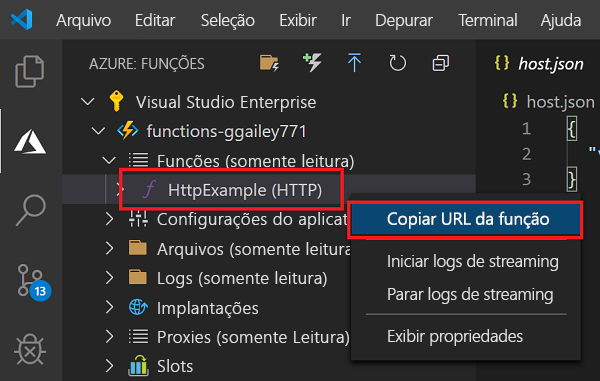 Arquivo Editar Seleção Exibir Ir Depurar Terminal Ajuda
AZURE: FUNÇÕES
{} host.json
Visual Studio Enterprise
{} host.json
functions-ggailey771
1 {
Funções (somente leitura)
2 "v
HttpExample (HTTP)
3 }
Configurações do aplicat
Copiar URL da função
Arquivos (somente leitura
Iniciar logs de streaming
Logs (somente leitura)
Parar logs de streaming
13
Implantações
Proxies (somente Leitura)
Exibir propriedades
Slots